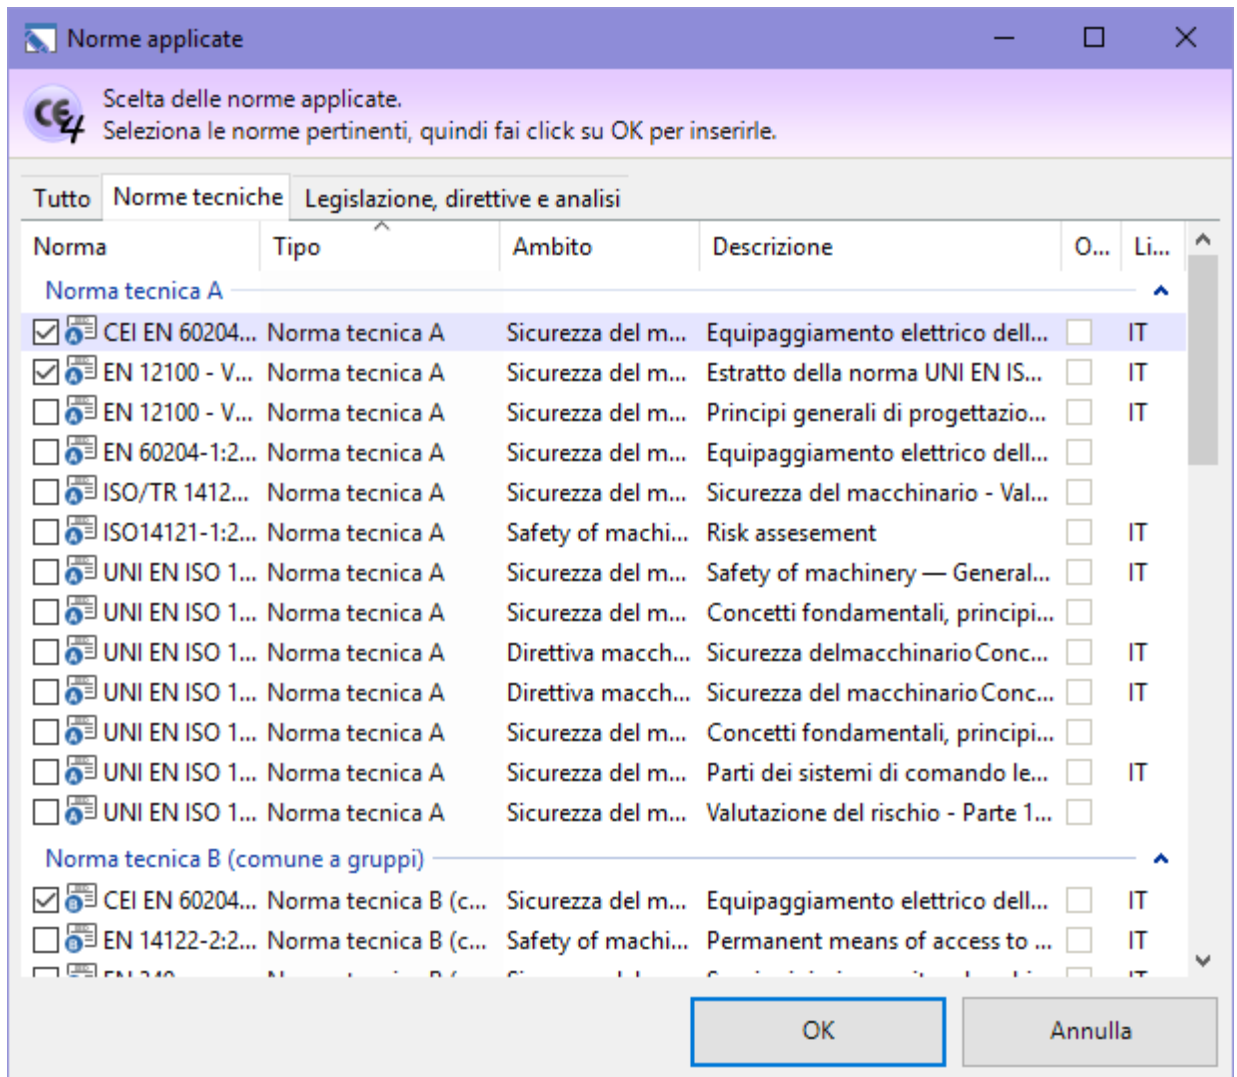 Norme applicate
CE4
Scelta delle norme applicate.
Seleziona le norme pertinenti, quindi fai click su OK per inserirle.
Tutto Norme tecniche Legislazione, direttive e analisi
Norma Tipo Ambito Descrizione O... Li...
Norma tecnica A
CEI EN 60204... Norma tecnica A Sicurezza del m... Equipaggiamento elettrico dell... IT
EN 12100 - V... Norma tecnica A Sicurezza del m... Estratto della norma UNI EN IS... IT
EN 12100 - V... Norma tecnica A Sicurezza del m... Principi generali di progettazio... IT
EN 60204-1:2... Norma tecnica A Sicurezza del m... Equipaggiamento elettrico dell...
ISO/TR 1412... Norma tecnica A Sicurezza del m... Sicurezza del macchinario - Val...
ISO14121-1:2... Norma tecnica A Safety of machi... Risk assesement IT
UNI EN ISO 1... Norma tecnica A Sicurezza del m... Safety of machinery — General... IT
UNI EN ISO 1... Norma tecnica A Sicurezza del m... Concetti fondamentali, principi...
UNI EN ISO 1... Norma tecnica A Direttiva macch... Sicurezza delmacchinario Conc... IT
UNI EN ISO 1... Norma tecnica A Direttiva macch... Sicurezza del macchinario Conc... IT
UNI EN ISO 1... Norma tecnica A Sicurezza del m... Concetti fondamentali, principi...
UNI EN ISO 1... Norma tecnica A Sicurezza del m... Parti dei sistemi di comando le... IT
UNI EN ISO 1... Norma tecnica A Sicurezza del m... Valutazione del rischio - Parte 1...
Norma tecnica B (comune a gruppi)
CEI EN 60204... Norma tecnica B (c... Sicurezza del m... Equipaggiamento elettrico dell... IT
EN 14122-2:2... Norma tecnica B (c... Safety of machi... Permanent means of access to ... IT
OK Annulla